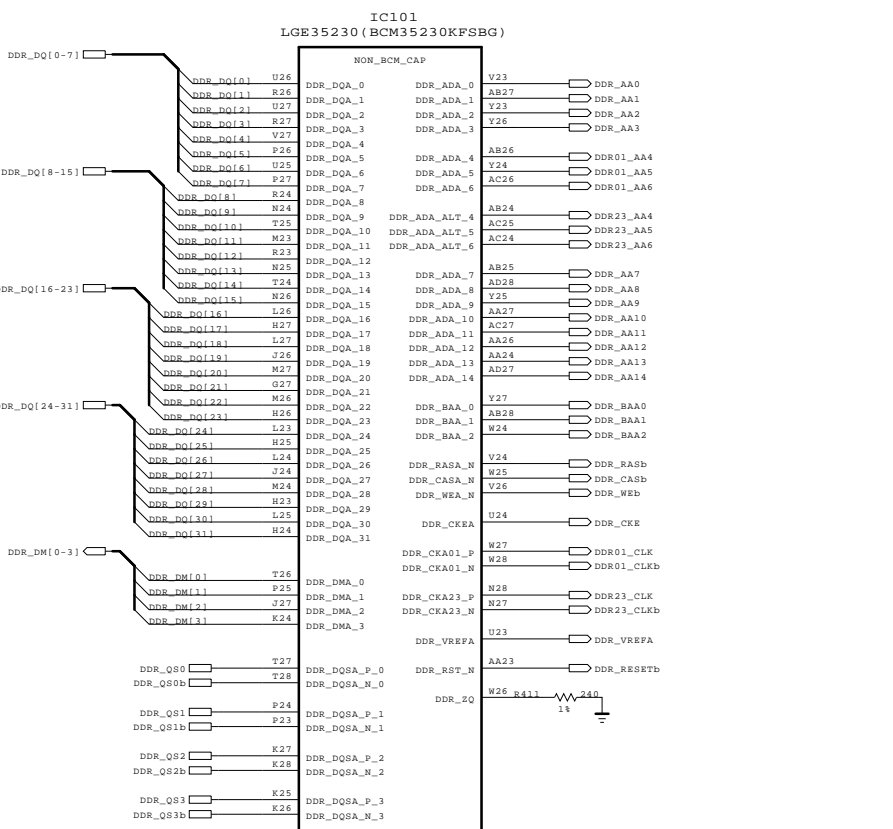 IC101
LGE35230(BCM35230KFSBG)
NON_BCM_CAP
DDR_DQ[0-7]
DDR_DQ[0] U26 DDR_DQA_0
DDR_DQ[1] R26 DDR_DQA_1
DDR_DQ[2] U27 DDR_DQA_2
DDR_DQ[3] R27 DDR_DQA_3
DDR_DQ[4] V27 DDR_DQA_4
DDR_DQ[5] P26 DDR_DQA_5
DDR_DQ[6] U25 DDR_DQA_6
DDR_DQ[7] P27 DDR_DQA_7
DDR_DQ[8-15]
DDR_DQ[8] R24 DDR_DQA_8
DDR_DQ[9] N24 DDR_DQA_9
DDR_DQ[10] T25 DDR_DQA_10
DDR_DQ[11] M23 DDR_DQA_11
DDR_DQ[12] R23 DDR_DQA_12
DDR_DQ[13] N25 DDR_DQA_13
DDR_DQ[14] T24 DDR_DQA_14
DDR_DQ[15] N26 DDR_DQA_15
DR_DQ[16-23]
DDR_DQ[16] L26 DDR_DQA_16
DDR_DQ[17] H27 DDR_DQA_17
DDR_DQ[18] L27 DDR_DQA_18
DDR_DQ[19] J26 DDR_DQA_19
DDR_DQ[20] M27 DDR_DQA_20
DDR_DQ[21] G27 DDR_DQA_21
DDR_DQ[22] M26 DDR_DQA_22
DDR_DQ[23] H26 DDR_DQA_23
DR_DQ[24-31]
DDR_DQ[24] L23 DDR_DQA_24
DDR_DQ[25] H25 DDR_DQA_25
DDR_DQ[26] L24 DDR_DQA_26
DDR_DQ[27] J24 DDR_DQA_27
DDR_DQ[28] M24 DDR_DQA_28
DDR_DQ[29] H23 DDR_DQA_29
DDR_DQ[30] L25 DDR_DQA_30
DDR_DQ[31] H24 DDR_DQA_31
DDR_DM[0-3]
DDR_DM[0] T26 DDR_DMA_0
DDR_DM[1] P25 DDR_DMA_1
DDR_DM[2] J27 DDR_DMA_2
DDR_DM[3] K24 DDR_DMA_3
DDR_QS0 T27 DDR_DQSA_P_0
DDR_QS0b T28 DDR_DQSA_N_0
DDR_QS1 P24 DDR_DQSA_P_1
DDR_QS1b P23 DDR_DQSA_N_1
DDR_QS2 K27 DDR_DQSA_P_2
DDR_QS2b K28 DDR_DQSA_N_2
DDR_QS3 K25 DDR_DQSA_P_3
DDR_QS3b K26 DDR_DQSA_N_3
DDR_ADA_0 V23 DDR_AA0
DDR_ADA_1 AB27 DDR_AA1
DDR_ADA_2 Y23 DDR_AA2
DDR_ADA_3 Y26 DDR_AA3
DDR_ADA_4 AB26 DDR01_AA4
DDR_ADA_5 Y24 DDR01_AA5
DDR_ADA_6 AC26 DDR01_AA6
DDR_ADA_ALT_4 AB24 DDR23_AA4
DDR_ADA_ALT_5 AC25 DDR23_AA5
DDR_ADA_ALT_6 AC24 DDR23_AA6
DDR_ADA_7 AB25 DDR_AA7
DDR_ADA_8 AD28 DDR_AA8
DDR_ADA_9 Y25 DDR_AA9
DDR_ADA_10 AA27 DDR_AA10
DDR_ADA_11 AC27 DDR_AA11
DDR_ADA_12 AA26 DDR_AA12
DDR_ADA_13 AA24 DDR_AA13
DDR_ADA_14 AD27 DDR_AA14
DDR_BAA_0 Y27 DDR_BAA0
DDR_BAA_1 AB28 DDR_BAA1
DDR_BAA_2 W24 DDR_BAA2
DDR_RASA_N V24 DDR_RASb
DDR_CASA_N W25 DDR_CASb
DDR_WEA_N V26 DDR_WEb
DDR_CKEA U24 DDR_CKE
DDR_CKA01_P W27 DDR01_CLK
DDR_CKA01_N W28 DDR01_CLKb
DDR_CKA23_P N28 DDR23_CLK
DDR_CKA23_N N27 DDR23_CLKb
DDR_VREFA U23 DDR_VREFA
DDR_RST_N AA23 DDR_RESETb
DDR_ZQ W26 R411 240
1%